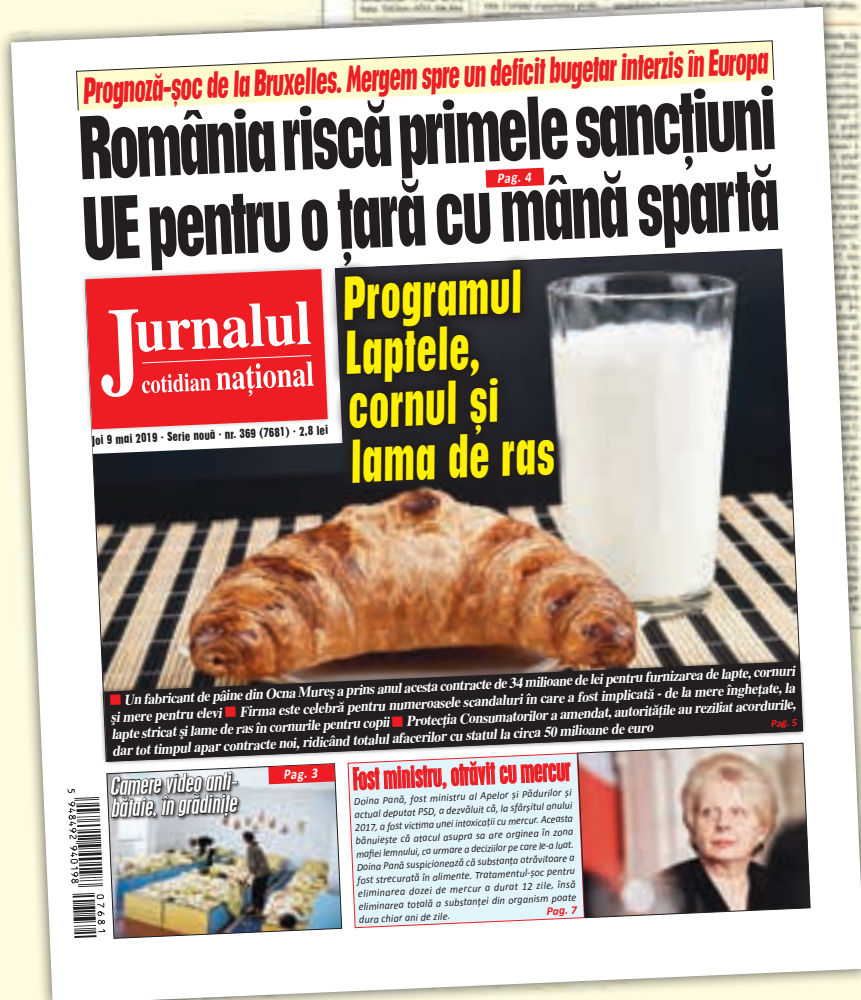 Prognoză-șoc de la Bruxelles. Mergem spre un deficit bugetar interzis în Europa
România riscă primele sancțiuni
Pag. 4
UE pentru o țară cu mână spartă
Jurnalul
cotidian național
Joi 9 mai 2019 · Serie nouă · nr. 369 (7681) · 2,8 lei
Programul
Laptele,
cornul și
lama de ras
■ Un fabricant de pâine din Ocna Mureș a prins anul acesta contracte de 34 milioane de lei pentru furnizarea de lapte, cornuri
și mere pentru elevi ■ Firma este celebră pentru numeroasele scandaluri în care a fost implicată - de la mere înghețate, la
lapte stricat și lame de ras în cornurile pentru copii ■ Protecția Consumatorilor a amendat, autoritățile au reziliat acordurile,
dar tot timpul apar contracte noi, ridicând totalul afacerilor cu statul la circa 50 milioane de euro
Pag. 5
Camere video anti-
bătaie, în grădinițe
Pag. 3
Fost ministru, otrăvit cu mercur
Doina Pană, fost ministru al Apelor și Pădurilor și
actual deputat PSD, a dezvăluit că, la sfârșitul anului
2017, a fost victima unei intoxicații cu mercur. Aceasta
bănuiește că atacul asupra sa are orginea în zona
mafiei lemnului, ca urmare a deciziilor pe care le-a luat.
Doina Pană suspicionează că substanța otrăvitoare a
fost strecurată în alimente. Tratamentul-șoc pentru
eliminarea dozei de mercur a durat 12 zile, însă
eliminarea totală a substanței din organism poate
dura chiar ani de zile.
Pag. 7
5 948492 940198
07681